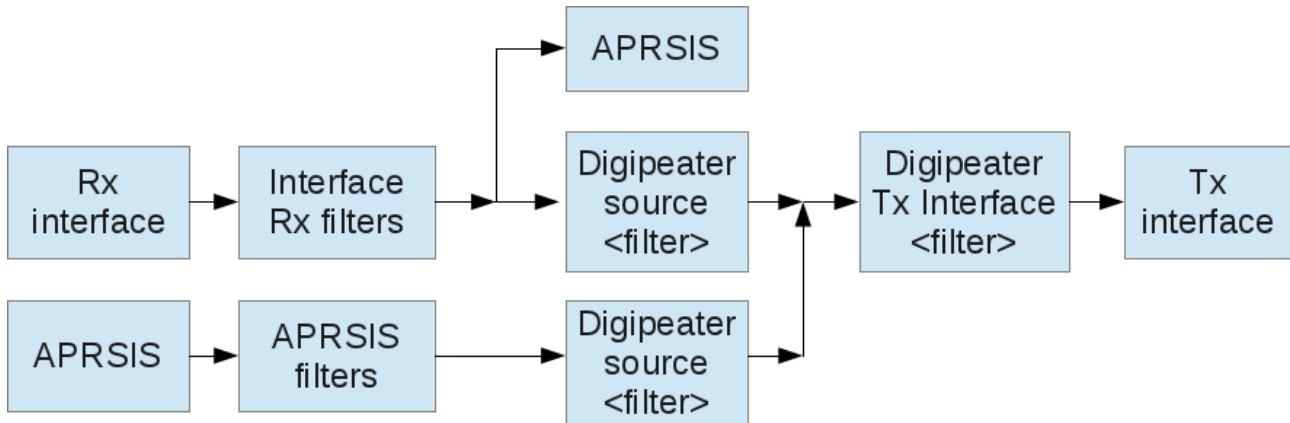 APRSIS
Rx
interface
Interface
Rx filters
Digipeater
source
<filter>
Digipeater
Tx Interface
<filter>
Tx
interface
APRSIS
APRSIS
filters
Digipeater
source
<filter>